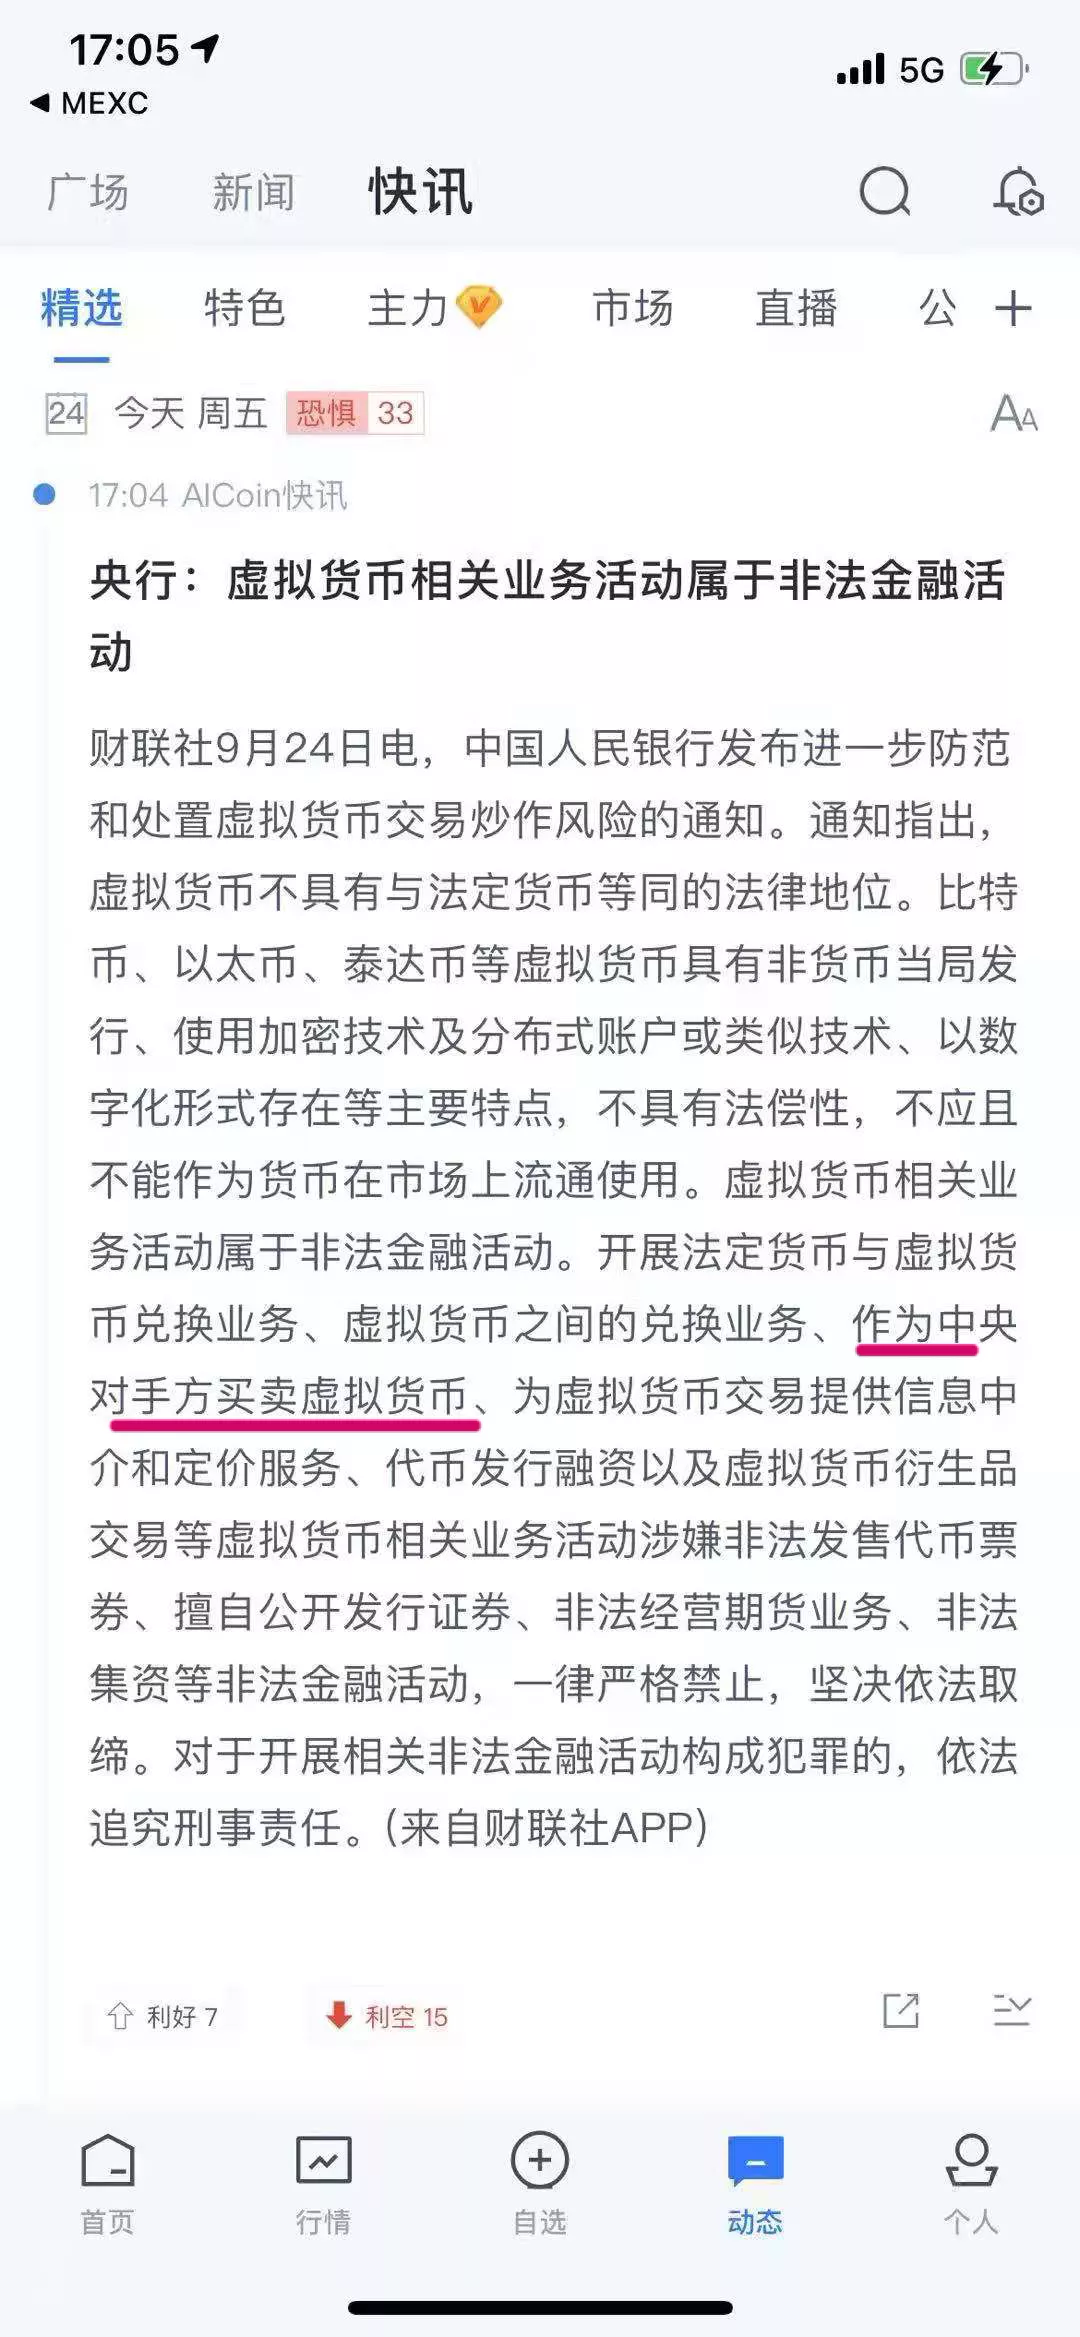 17:05
5G
MEXC
广场 新闻 快讯
精选 特色 主力 市场 直播 公
24 今天 周五 恐惧 33
AA
17:04 AICoin快讯
央行：虚拟货币相关业务活动属于非法金融活
动
财联社9月24日电，中国人民银行发布进一步防范
和处置虚拟货币交易炒作风险的通知。通知指出，
虚拟货币不具有与法定货币等同的法律地位。比特
币、以太币、泰达币等虚拟货币具有非货币当局发
行、使用加密技术及分布式账户或类似技术、以数
字化形式存在等主要特点，不具有法偿性，不应且
不能作为货币在市场上流通使用。虚拟货币相关业
务活动属于非法金融活动。开展法定货币与虚拟货
币兑换业务、虚拟货币之间的兑换业务、作为中央
对手方买卖虚拟货币、为虚拟货币交易提供信息中
介和定价服务、代币发行融资以及虚拟货币衍生品
交易等虚拟货币相关业务活动涉嫌非法发售代币票
券、擅自公开发行证券、非法经营期货业务、非法
集资等非法金融活动，一律严格禁止，坚决依法取
缔。对于开展相关非法金融活动构成犯罪的，依法
追究刑事责任。（来自财联社APP）
利好 7 利空 15
首页 行情 自选 动态 个人